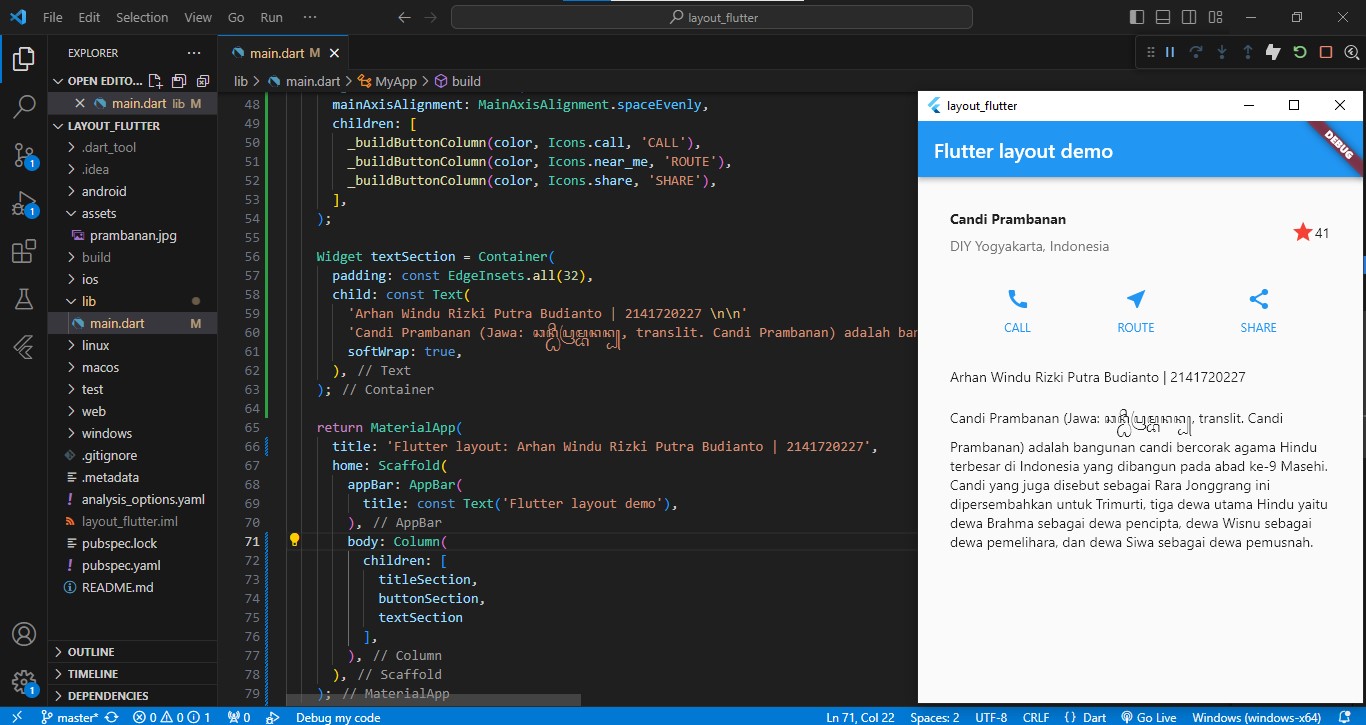 File Edit Selection View Go Run ··· layout_flutter
EXPLORER ···
OPEN EDITO...
main.dart lib M
LAYOUT_FLUTTER
.dart_tool
.idea
android
assets
prambanan.jpg
build
ios
lib
main.dart M
linux
macos
test
web
windows
.gitignore
.metadata
analysis_options.yaml
layout_flutter.iml
pubspec.lock
pubspec.yaml
README.md
OUTLINE
TIMELINE
DEPENDENCIES
1
1
1
main.dart M
lib > main.dart > MyApp > build
48 mainAxisAlignment: MainAxisAlignment.spaceEvenly,
49 children: [
50 _buildButtonColumn(color, Icons.call, 'CALL'),
51 _buildButtonColumn(color, Icons.near_me, 'ROUTE'),
52 _buildButtonColumn(color, Icons.share, 'SHARE'),
53 ],
54 );
55
56 Widget textSection = Container(
57 padding: const EdgeInsets.all(32),
58 child: const Text(
59 'Arhan Windu Rizki Putra Budianto | 2141720227 \n\n'
60 'Candi Prambanan (Jawa: , translit. Candi Prambanan) adalah ban
61 softWrap: true,
62 ), // Text
63 ); // Container
64
65 return MaterialApp(
66 title: 'Flutter layout: Arhan Windu Rizki Putra Budianto | 2141720227',
67 home: Scaffold(
68 appBar: AppBar(
69 title: const Text('Flutter layout demo'),
70 ), // AppBar
71 body: Column(
72 children: [
73 titleSection,
74 buttonSection,
75 textSection
76 ],
77 ), // Column
78 ), // Scaffold
79 ); // MaterialApp
layout_flutter
Flutter layout demo
DEBUG
Candi Prambanan
DIY Yogyakarta, Indonesia
41
CALL ROUTE SHARE
Arhan Windu Rizki Putra Budianto | 2141720227
Candi Prambanan (Jawa: , translit. Candi
Prambanan) adalah bangunan candi bercorak agama Hindu
terbesar di Indonesia yang dibangun pada abad ke-9 Masehi.
Candi yang juga disebut sebagai Rara Jonggrang ini
dipersembahkan untuk Trimurti, tiga dewa utama Hindu yaitu
dewa Brahma sebagai dewa pencipta, dewa Wisnu sebagai
dewa pemelihara, dan dewa Siwa sebagai dewa pemusnah.
master* 0 0 1 0 Debug my code Ln 71, Col 22 Spaces: 2 UTF-8 CRLF {} Dart Go Live Windows (windows-x64)